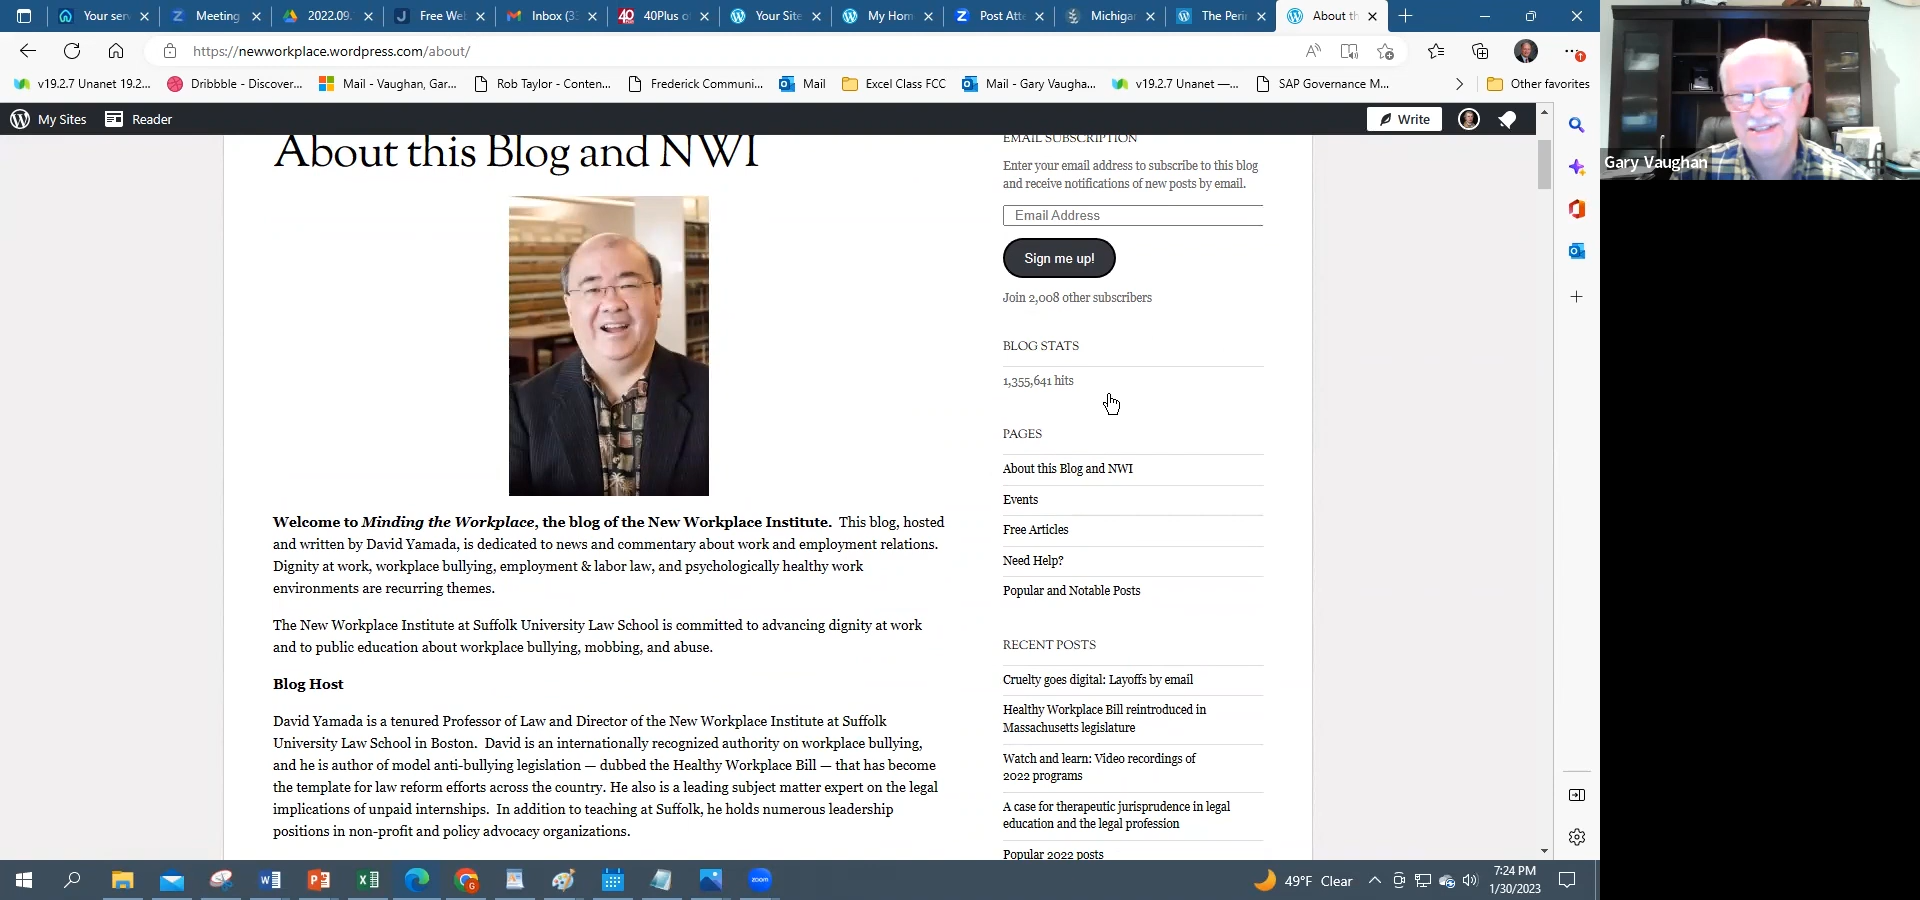 Your ser
Meeting
2022.09.
Free Wel
Inbox (3
40Plus o
Your Site
My Hom
Post Atte
Michigan
The Peri
About th
https://newworkplace.wordpress.com/about/
v19.2.7 Unanet 19.2...
Dribbble - Discover...
Mail - Vaughan, Gar...
Rob Taylor - Conten...
Frederick Communi...
Mail
Excel Class FCC
Mail - Gary Vaugha...
v19.2.7 Unanet —...
SAP Governance M...
Other favorites
My Sites
Reader
Write
Gary Vaughan
About this Blog and NWI
Welcome to Minding the Workplace, the blog of the New Workplace Institute. This blog, hosted
and written by David Yamada, is dedicated to news and commentary about work and employment relations.
Dignity at work, workplace bullying, employment & labor law, and psychologically healthy work
environments are recurring themes.
The New Workplace Institute at Suffolk University Law School is committed to advancing dignity at work
and to public education about workplace bullying, mobbing, and abuse.
Blog Host
David Yamada is a tenured Professor of Law and Director of the New Workplace Institute at Suffolk
University Law School in Boston. David is an internationally recognized authority on workplace bullying,
and he is author of model anti-bullying legislation — dubbed the Healthy Workplace Bill — that has become
the template for law reform efforts across the country. He also is a leading subject matter expert on the legal
implications of unpaid internships. In addition to teaching at Suffolk, he holds numerous leadership
positions in non-profit and policy advocacy organizations.
EMAIL SUBSCRIPTION
Enter your email address to subscribe to this blog
and receive notifications of new posts by email.
Email Address
Sign me up!
Join 2,008 other subscribers
BLOG STATS
1,355,641 hits
PAGES
About this Blog and NWI
Events
Free Articles
Need Help?
Popular and Notable Posts
RECENT POSTS
Cruelty goes digital: Layoffs by email
Healthy Workplace Bill reintroduced in
Massachusetts legislature
Watch and learn: Video recordings of
2022 programs
A case for therapeutic jurisprudence in legal
education and the legal profession
Popular 2022 posts
zoom
49°F Clear
7:24 PM
1/30/2023